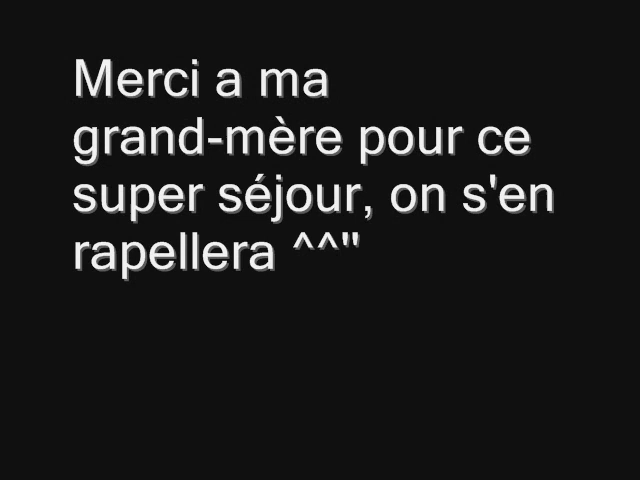 Merci a ma
grand-mère pour ce
super séjour, on s'en
rapellera ^^"